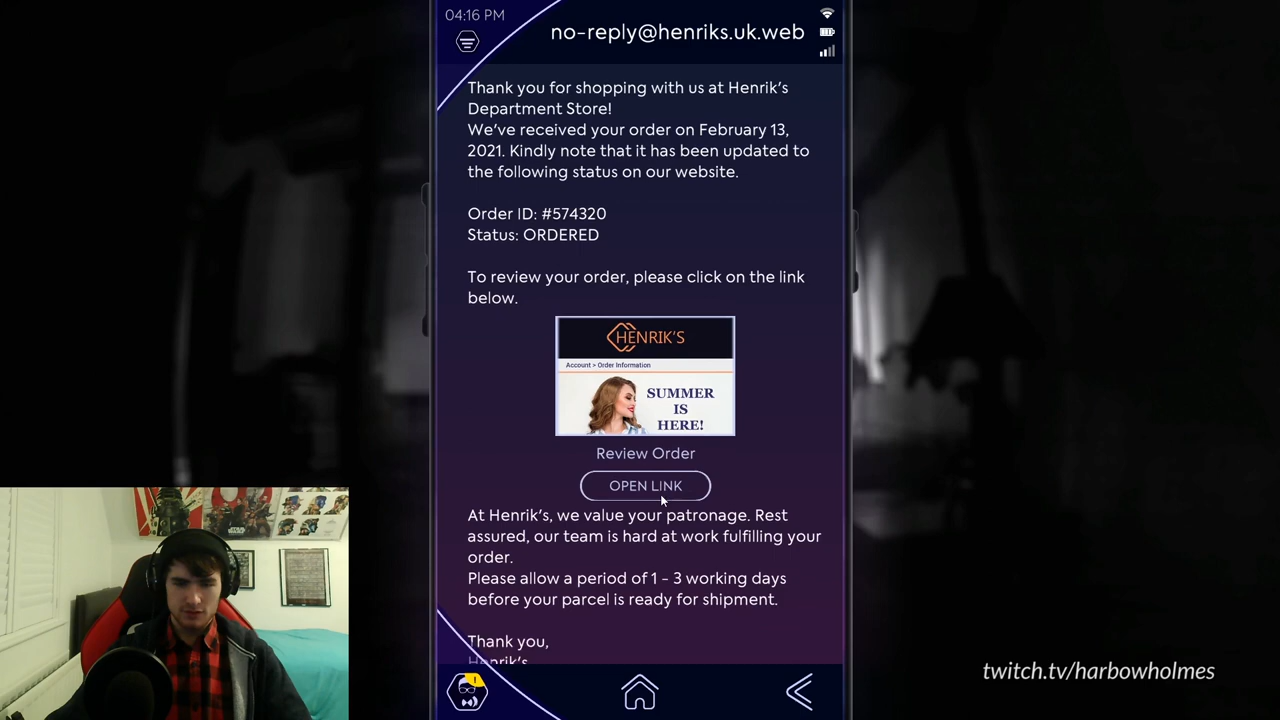 04:16 PM
no-reply@henriks.uk.web
Thank you for shopping with us at Henrik's
Department Store!
We've received your order on February 13,
2021. Kindly note that it has been updated to
the following status on our website.
Order ID: #574320
Status: ORDERED
To review your order, please click on the link
below.
HENRIK'S
Account > Order Information
SUMMER
IS
HERE!
Review Order
OPEN LINK
At Henrik's, we value your patronage. Rest
assured, our team is hard at work fulfilling your
order.
Please allow a period of 1 - 3 working days
before your parcel is ready for shipment.
Thank you,
Henrik's
!
STAR WARS
twitch.tv/harbowholmes